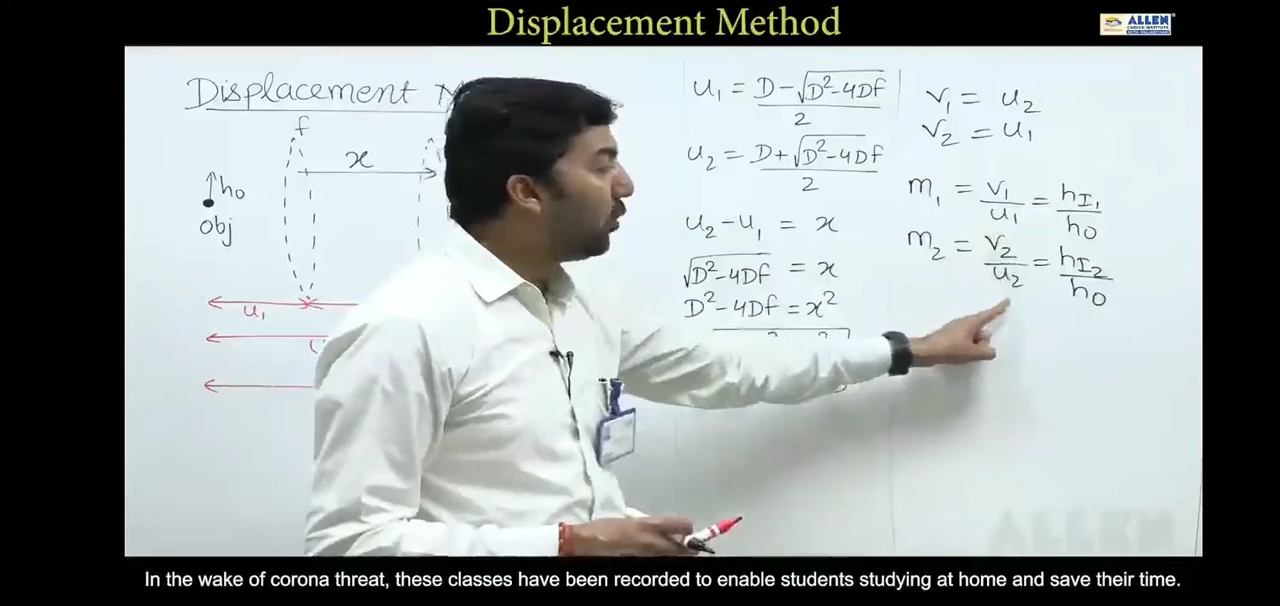 Displacement Method
ALLEN
CAREER INSTITUTE
Displacement
f
x
h₀
obj
u₁
u₁ = D - √(D² - 4Df) / 2
u₂ = D + √(D² - 4Df) / 2
u₂ - u₁ = x
√(D² - 4Df) = x
D² - 4Df = x²
v₁ = u₂
v₂ = u₁
m₁ = v₁/u₁ = h_I₁/h₀
m₂ = v₂/u₂ = h_I₂/h₀
ALLEN
In the wake of corona threat, these classes have been recorded to enable students studying at home and save their time.